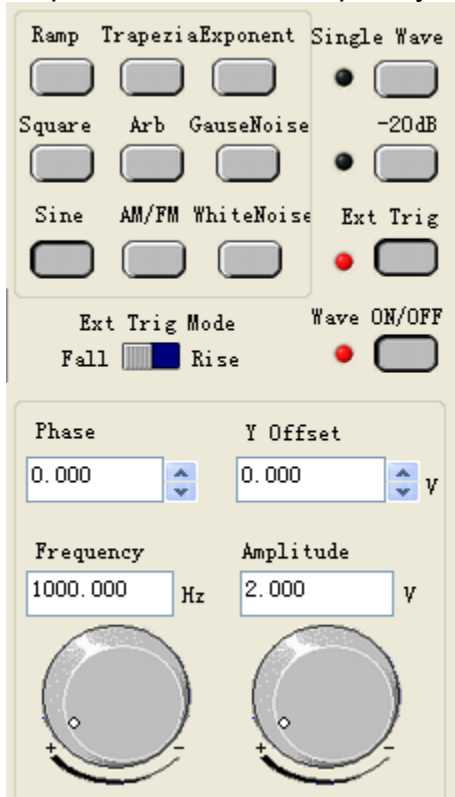 Ramp TrapeziaExponent Single Wave
Square Arb GauseNoise -20dB
Sine AM/FM WhiteNoise Ext Trig
Ext Trig Mode Wave ON/OFF
Fall Rise
Phase Y Offset
0.000 0.000 V
Frequency Amplitude
1000.000 Hz 2.000 V
+ - + -